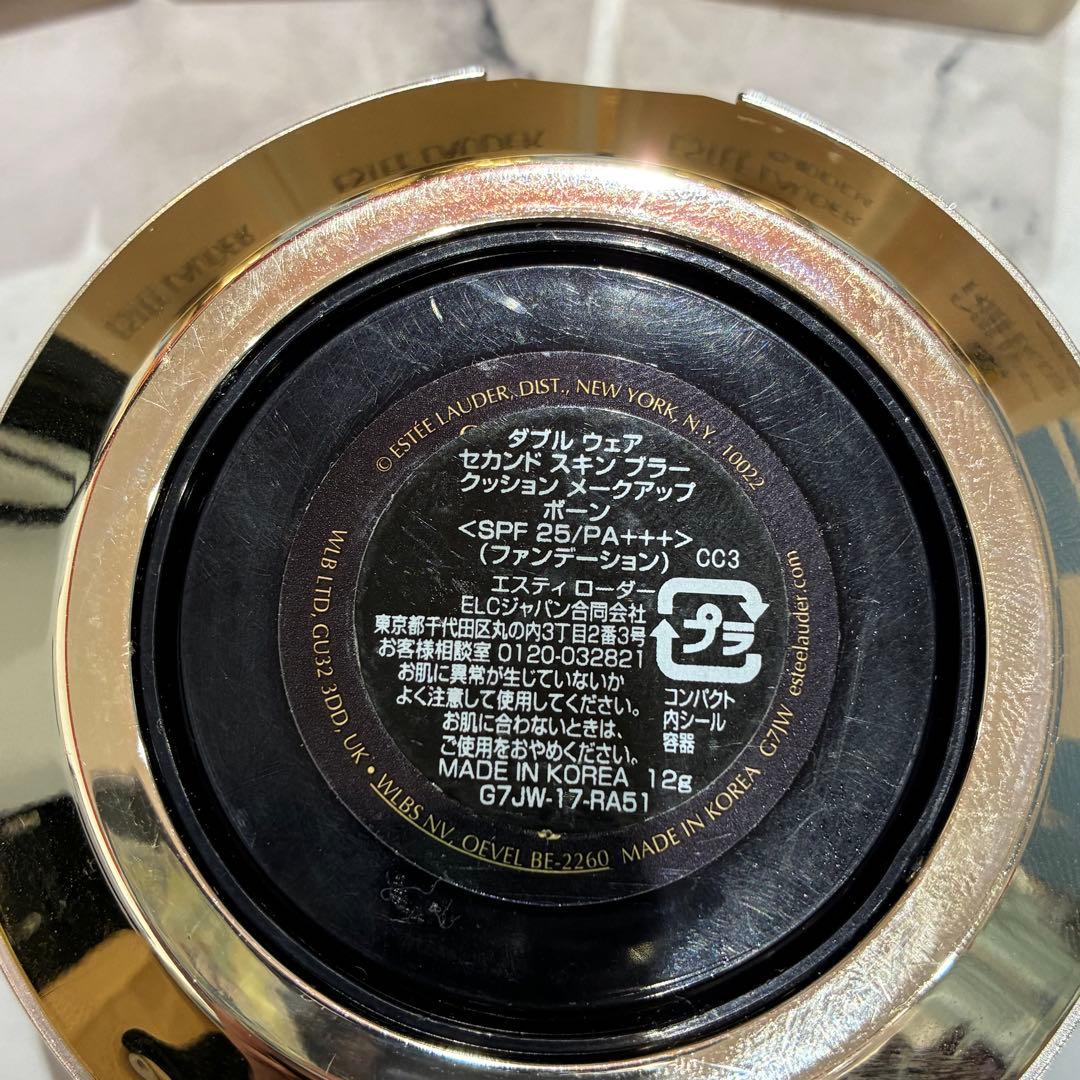 ESTEE LAUDER
ESTEE LAUDER
ESTEE LAUDER
©ESTÉE LAUDER, DIST., NEW YORK, N.Y. 10022
ダブル ウェア
セカンド スキン ブラー
クッション メークアップ
ボーン
<SPF 25/PA+++>
(ファンデーション) CC3
エスティ ローダー
ELCジャパン合同会社
東京都千代田区丸の内3丁目2番3号
お客様相談室 0120-032821
お肌に異常が生じていないか
よく注意して使用してください。
お肌に合わないときは、
ご使用をおやめください。
MADE IN KOREA 12g
G7JW-17-RA51
プラ
コンパクト
内シール
容器
WLB LTD, GU32 3DD, UK • WLBS NV, OEVEL BE-2260 MADE IN KOREA G7JW esteelauder.com